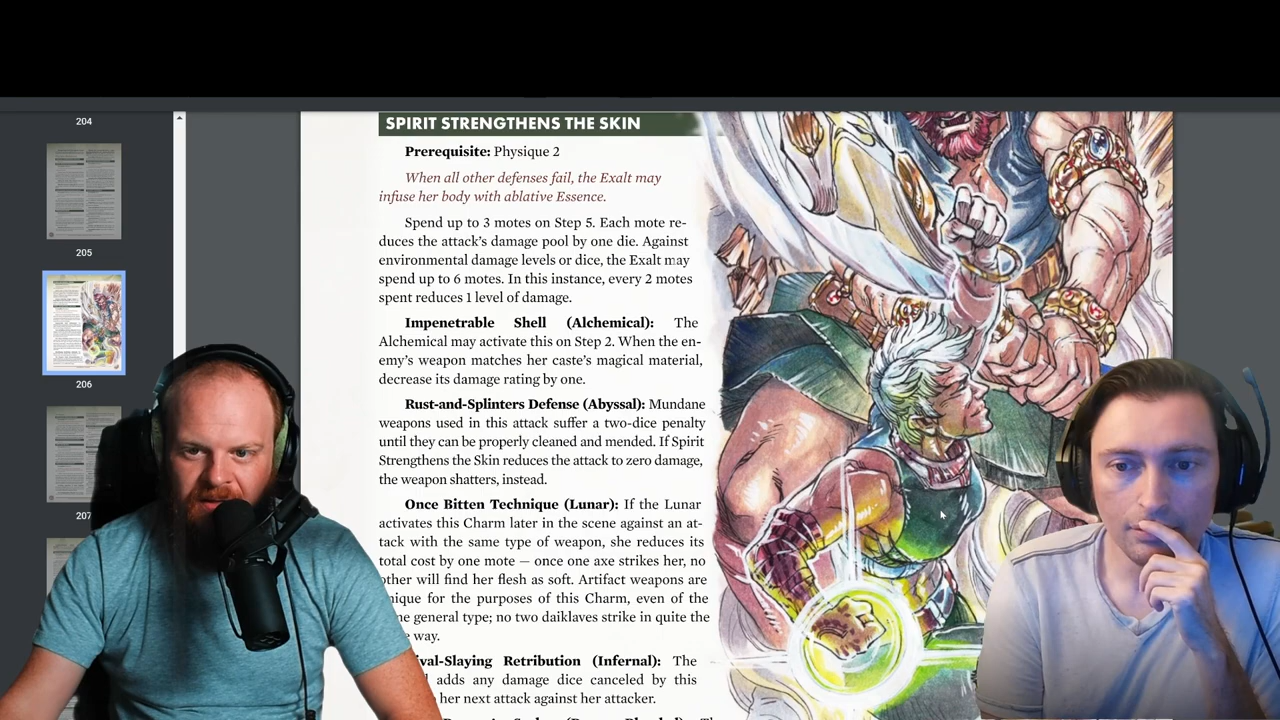 204
205
206
207
SPIRIT STRENGTHENS THE SKIN
Prerequisite: Physique 2
When all other defenses fail, the Exalt may
infuse her body with ablative Essence.
Spend up to 3 motes on Step 5. Each mote re-
duces the attack's damage pool by one die. Against
environmental damage levels or dice, the Exalt may
spend up to 6 motes. In this instance, every 2 motes
spent reduces 1 level of damage.
Impenetrable Shell (Alchemical): The
Alchemical may activate this on Step 2. When the en-
emy's weapon matches her caste's magical material,
decrease its damage rating by one.
Rust-and-Splinters Defense (Abyssal): Mundane
weapons used in this attack suffer a two-dice penalty
until they can be properly cleaned and mended. If Spirit
Strengthens the Skin reduces the attack to zero damage,
the weapon shatters, instead.
Once Bitten Technique (Lunar): If the Lunar
activates this Charm later in the scene against an at-
tack with the same type of weapon, she reduces its
total cost by one mote — once one axe strikes her, no
other will find her flesh as soft. Artifact weapons are
unique for the purposes of this Charm, even of the
general type; no two daiklaves strike in quite the
way.
Slaying Retribution (Infernal): The
adds any damage dice canceled by this
her next attack against her attacker.